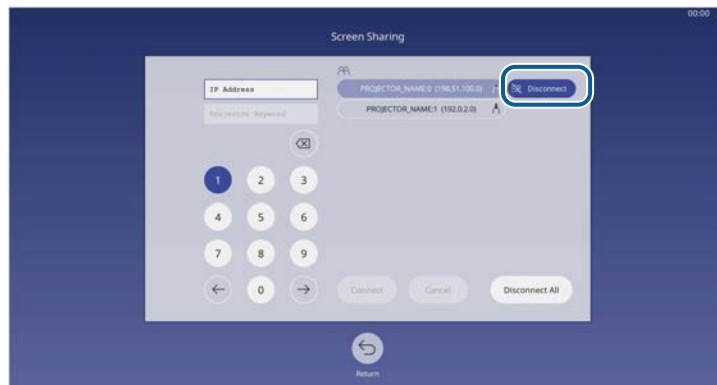 00:00
Screen Sharing
IP Address
Projector Keyword
PROJECTOR_NAME:0 (198.51.100.0)
Disconnect
PROJECTOR_NAME:1 (192.0.2.0)
1 2 3
4 5 6
7 8 9
0
Connect
Cancel
Disconnect All
Return